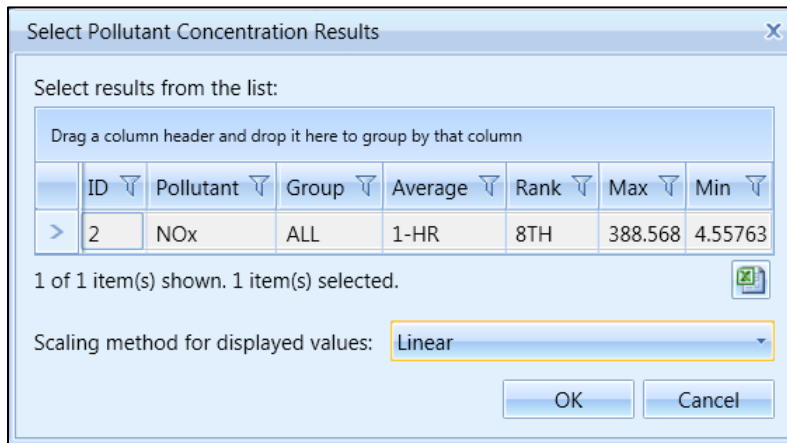 Select Pollutant Concentration Results
Select results from the list:
Drag a column header and drop it here to group by that column
ID Pollutant Group Average Rank Max Min
2 NOx ALL 1-HR 8TH 388.568 4.55763
1 of 1 item(s) shown. 1 item(s) selected.
Scaling method for displayed values: Linear
OK Cancel